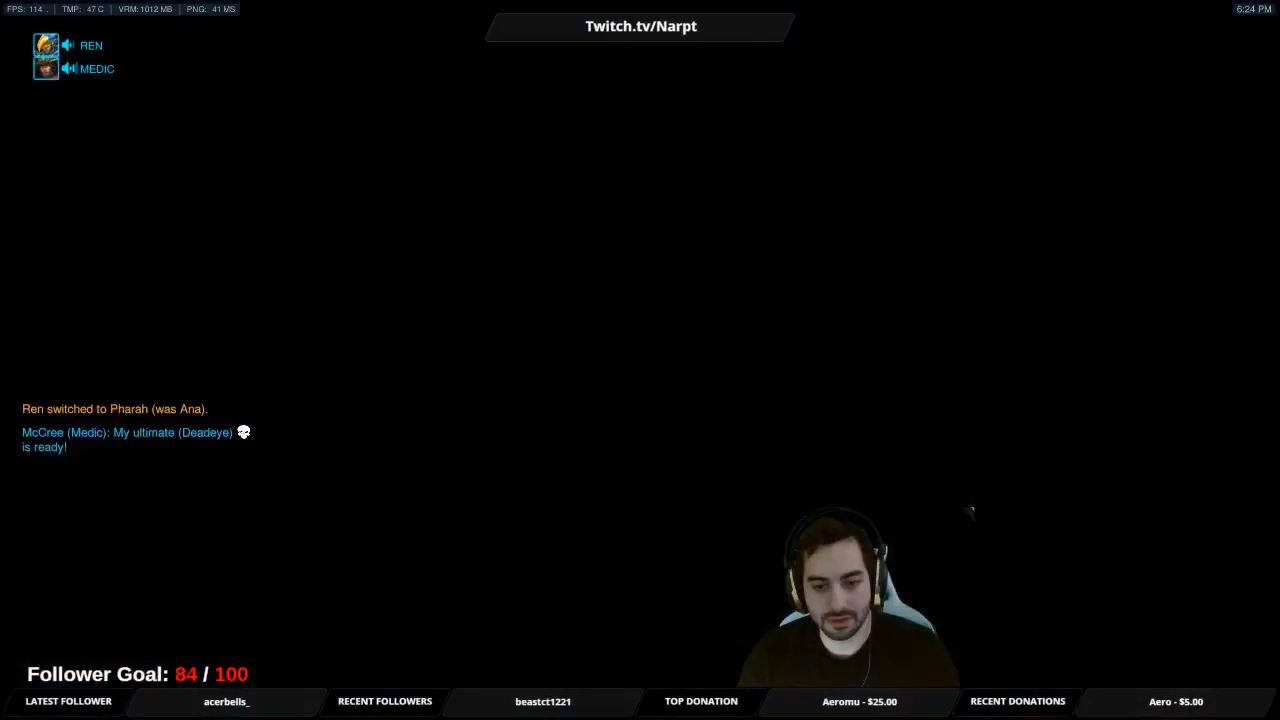 FPS: 114 . | TMP: 47 C | VRM: 1012 MB | PNG: 41 MS
Twitch.tv/Narpt
6:24 PM
REN
MEDIC
Ren switched to Pharah (was Ana).
McCree (Medic): My ultimate (Deadeye)
is ready!
Follower Goal: 84 / 100
LATEST FOLLOWER acerbells_ RECENT FOLLOWERS beastct1221 TOP DONATION Aeromu - $25.00 RECENT DONATIONS Aero - $5.00